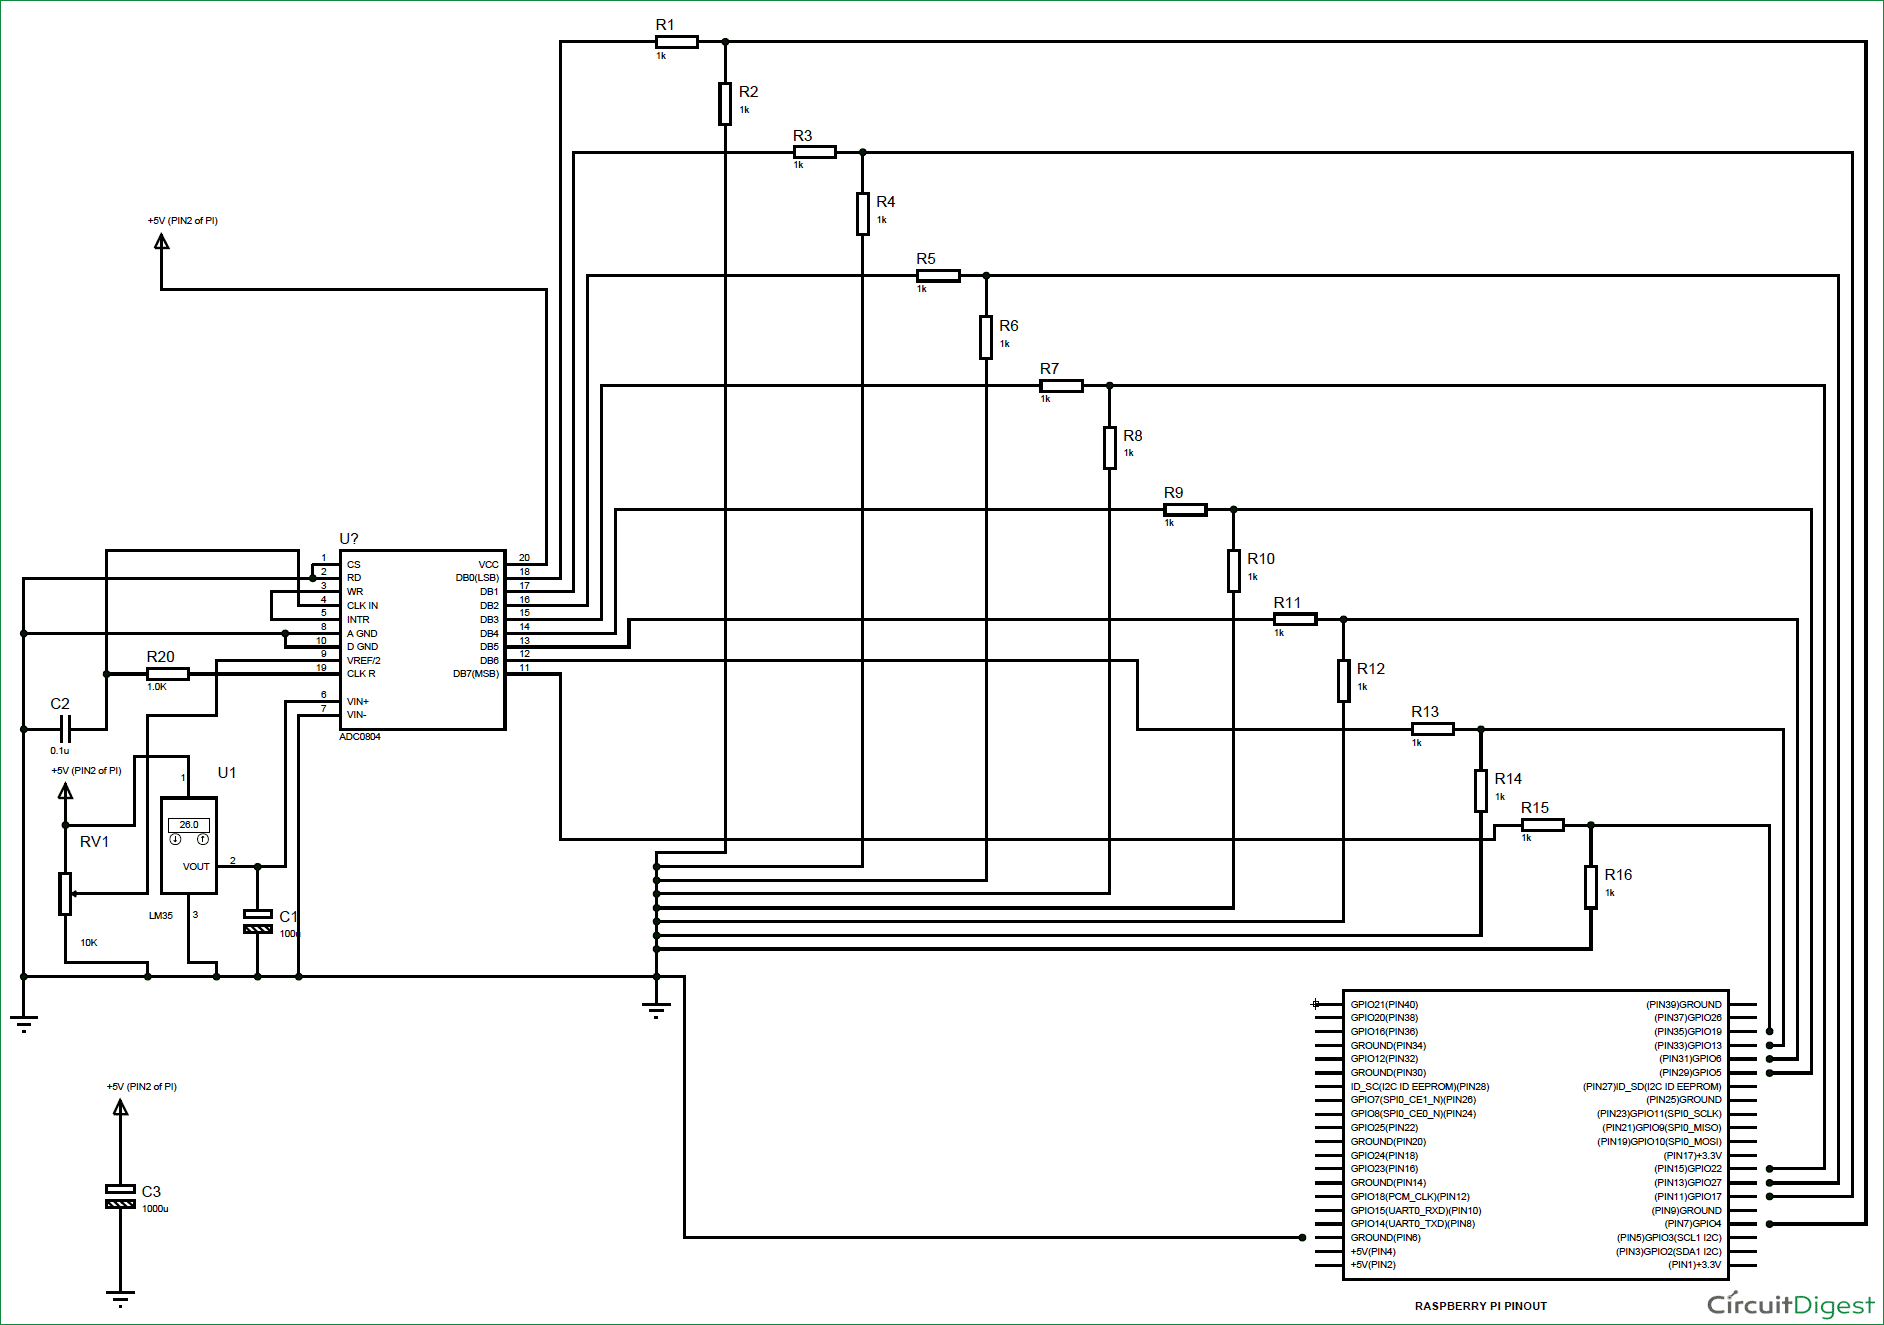 R1
1k
R2
1k
R3
1k
R4
1k
+5V (PIN2 of PI)
R5
1k
R6
1k
R7
1k
R8
1k
R9
1k
R10
1k
R11
1k
R12
1k
R13
1k
R14
1k
R15
1k
R16
1k
U?
1 CS
2 RD
3 WR
4 CLK IN
5 INTR
8 A GND
10 D GND
9 VREF/2
19 CLK R
6 VIN+
7 VIN-
VCC 20
DB0(LSB) 18
DB1 17
DB2 16
DB3 15
DB4 14
DB5 13
DB6 12
DB7(MSB) 11
ADC0804
R20
1.0K
C2
0.1u
+5V (PIN2 of PI)
RV1
10K
U1
1
26.0
VOUT 2
LM35
3
C1
100u
+5V (PIN2 of PI)
C3
1000u
GPIO21(PIN40)
GPIO20(PIN38)
GPIO16(PIN36)
GROUND(PIN34)
GPIO12(PIN32)
GROUND(PIN30)
ID_SC(I2C ID EEPROM)(PIN28)
GPIO7(SPI0_CE1_N)(PIN26)
GPIO8(SPI0_CE0_N)(PIN24)
GPIO25(PIN22)
GROUND(PIN20)
GPIO24(PIN18)
GPIO23(PIN16)
GROUND(PIN14)
GPIO18(PCM_CLK)(PIN12)
GPIO15(UART0_RXD)(PIN10)
GPIO14(UART0_TXD)(PIN8)
GROUND(PIN6)
+5V(PIN4)
+5V(PIN2)
(PIN39)GROUND
(PIN37)GPIO26
(PIN35)GPIO19
(PIN33)GPIO13
(PIN31)GPIO6
(PIN29)GPIO5
(PIN27)ID_SD(I2C ID EEPROM)
(PIN25)GROUND
(PIN23)GPIO11(SPI0_SCLK)
(PIN21)GPIO9(SPI0_MISO)
(PIN19)GPIO10(SPI0_MOSI)
(PIN17)+3.3V
(PIN15)GPIO22
(PIN13)GPIO27
(PIN11)GPIO17
(PIN9)GROUND
(PIN7)GPIO4
(PIN5)GPIO3(SCL1 I2C)
(PIN3)GPIO2(SDA1 I2C)
(PIN1)+3.3V
RASPBERRY PI PINOUT
CircuitDigest